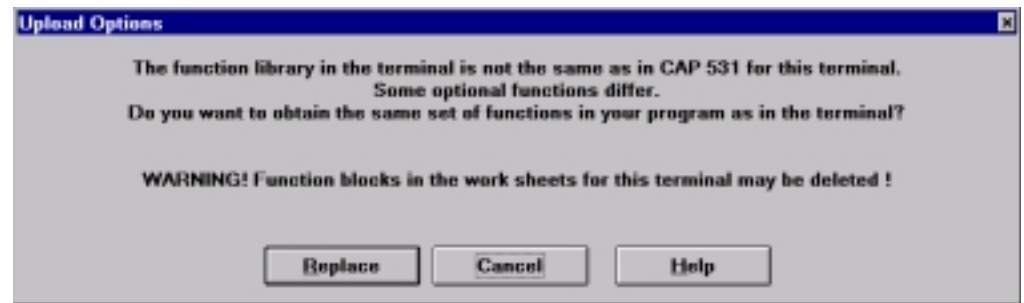 Upload Options
The function library in the terminal is not the same as in CAP 531 for this terminal.
Some optional functions differ.
Do you want to obtain the same set of functions in your program as in the terminal?
WARNING! Function blocks in the work sheets for this terminal may be deleted !
Replace Cancel Help